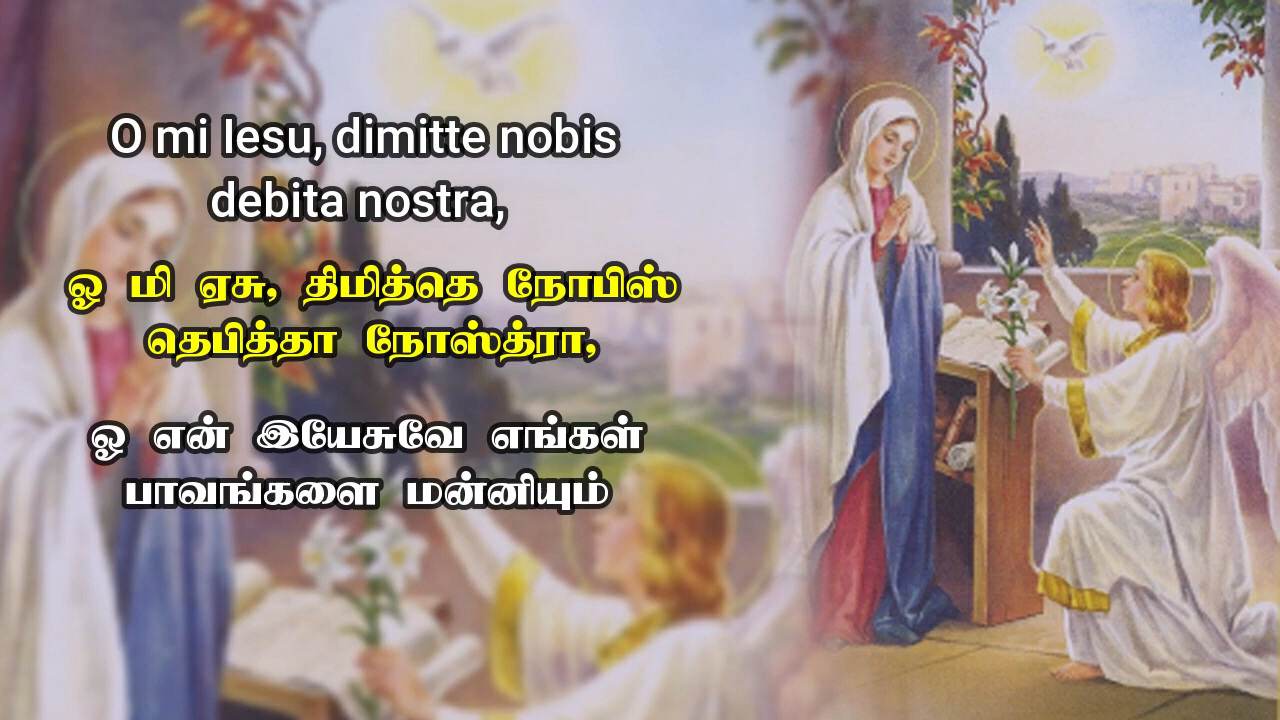 O mi Iesu, dimitte nobis
debita nostra,
ஓ மி ஏசு, திமித்தெ நோபிஸ்
தெபித்தா நோஸ்த்ரா,
ஓ என் இயேசுவே எங்கள்
பாவங்களை மன்னியும்